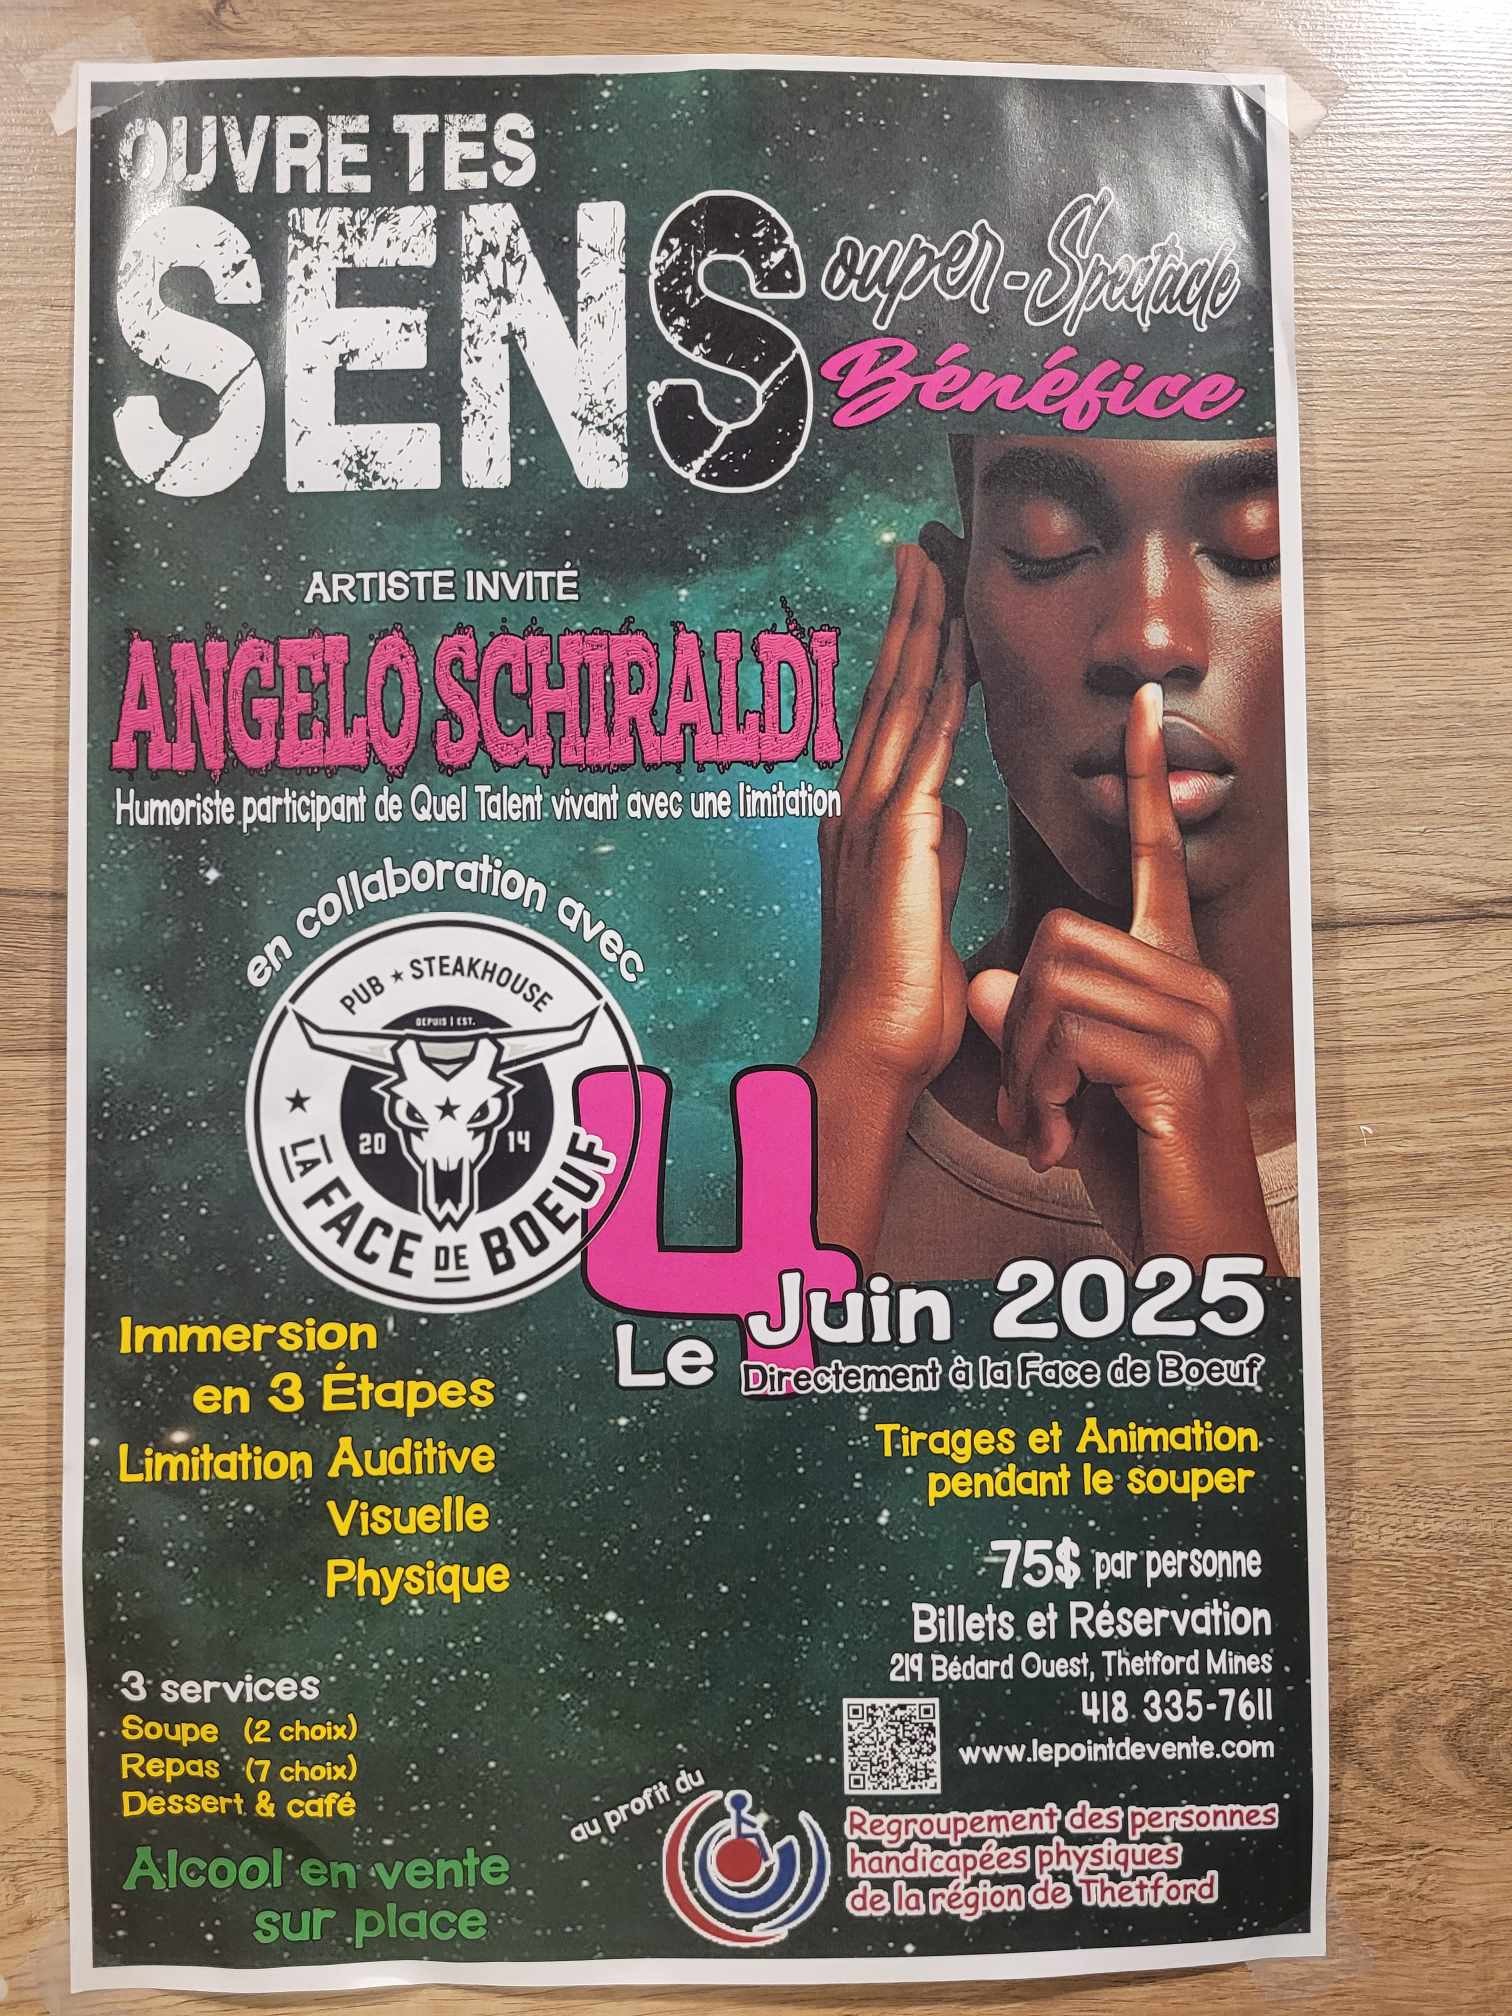 OUVRE TES
SENS
ouper-Spectacle
Bénéfice
ARTISTE INVITÉ
ANGELO SCHIRALDI
Humoriste participant de Quel Talent vivant avec une limitation
en collaboration avec
PUB ★ STEAKHOUSE
DEPUIS | EST.
20 14
LA FACE DE BOEUF
Le 4 Juin 2025
Directement à la Face de Boeuf
Immersion
en 3 Étapes
Limitation Auditive
Visuelle
Physique
Tirages et Animation
pendant le souper
75$ par personne
Billets et Réservation
219 Bédard Ouest, Thetford Mines
418 335-7611
www.lepointdevente.com
3 services
Soupe (2 choix)
Repas (7 choix)
Dessert & café
Alcool en vente
sur place
au profit du
Regroupement des personnes
handicapées physiques
de la région de Thetford